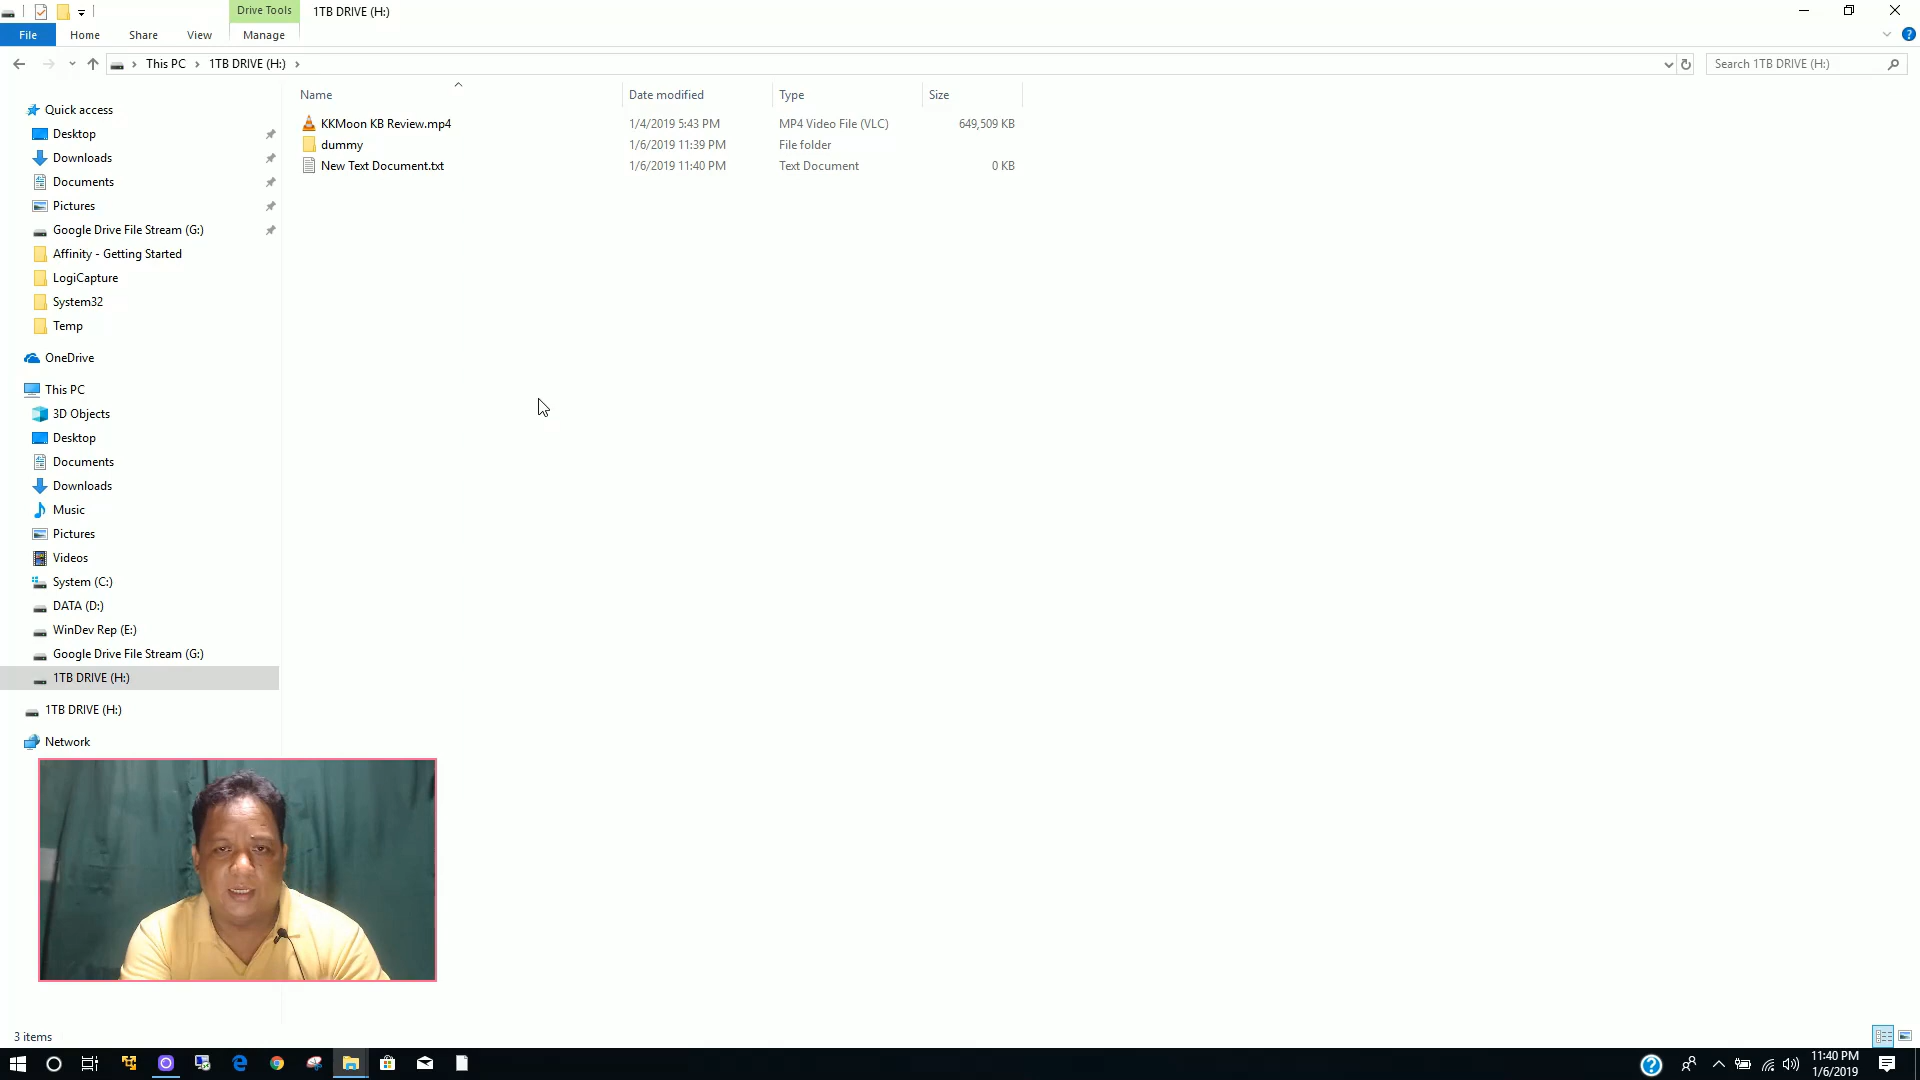 Drive Tools
1TB DRIVE (H:)
File
Home
Share
View
Manage
This PC
1TB DRIVE (H:)
Search 1TB DRIVE (H:)
Name
Date modified
Type
Size
KKMoon KB Review.mp4
1/4/2019 5:43 PM
MP4 Video File (VLC)
649,509 KB
dummy
1/6/2019 11:39 PM
File folder
New Text Document.txt
1/6/2019 11:40 PM
Text Document
0 KB
Quick access
Desktop
Downloads
Documents
Pictures
Google Drive File Stream (G:)
Affinity - Getting Started
LogiCapture
System32
Temp
OneDrive
This PC
3D Objects
Desktop
Documents
Downloads
Music
Pictures
Videos
System (C:)
DATA (D:)
WinDev Rep (E:)
Google Drive File Stream (G:)
1TB DRIVE (H:)
1TB DRIVE (H:)
Network
3 items
11:40 PM
1/6/2019